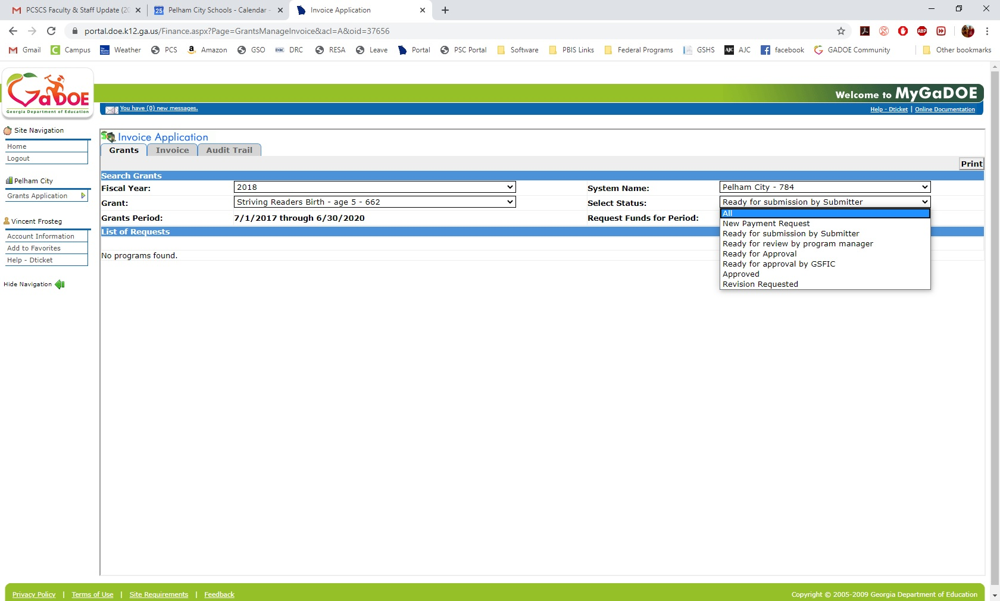 PCSCS Faculty & Staff Update (20
Pelham City Schools - Calendar -
Invoice Application
portal.doe.k12.ga.us/Finance.aspx?Page=GrantsManageInvoice&acl=A&oid=37656
Gmail
Campus
Weather
PCS
Amazon
GSO
DRC
DRC
RESA
Leave
Portal
PSC Portal
Software
PBIS Links
Federal Programs
GSHS
AJC
AJC
facebook
GADOE Community
Other bookmarks
GaDOE
Georgia Department of Education
Welcome to MyGaDOE
You have (0) new messages.
Help - Dticket | Online Documentation
Site Navigation
Home
Logout
Pelham City
Grants Application
Vincent Frosteg
Account Information
Add to Favorites
Help - Dticket
Hide Navigation
Invoice Application
Grants
Invoice
Audit Trail
Print
Search Grants
Fiscal Year: 2018 System Name: Pelham City - 784
Grant: Striving Readers Birth - age 5 - 662 Select Status: Ready for submission by Submitter
Grants Period: 7/1/2017 through 6/30/2020 Request Funds for Period:
All
New Payment Request
Ready for submission by Submitter
Ready for review by program manager
Ready for Approval
Ready for approval by GSFIC
Approved
Revision Requested
List of Requests
No programs found.
Privacy Policy | Terms of Use | Site Requirements | Feedback
Copyright © 2005-2009 Georgia Department of Education